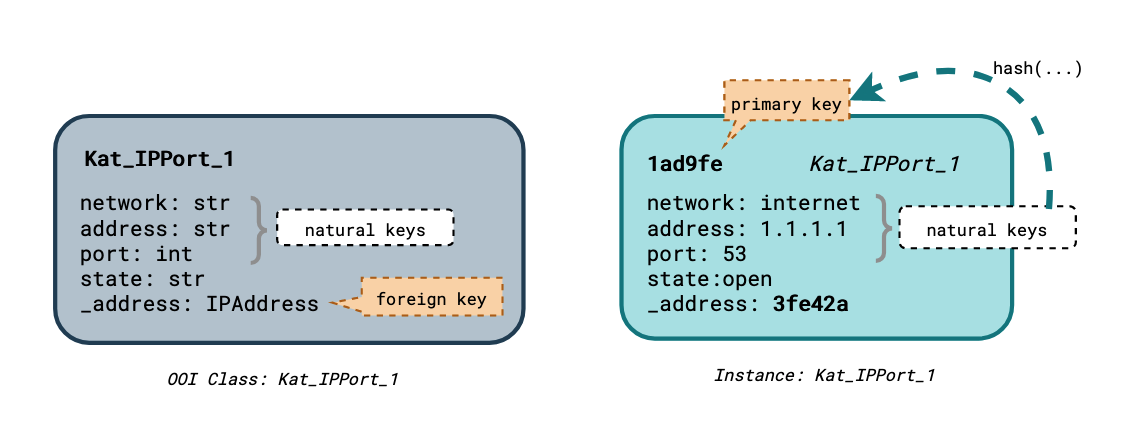 Kat_IPPort_1
network: str
address: str
port: int
natural keys
state: str
_address: IPAddress
foreign key
OOI Class: Kat_IPPort_1
hash(...)
primary key
1ad9fe Kat_IPPort_1
network: internet
address: 1.1.1.1
port: 53
natural keys
state:open
_address: 3fe42a
Instance: Kat_IPPort_1